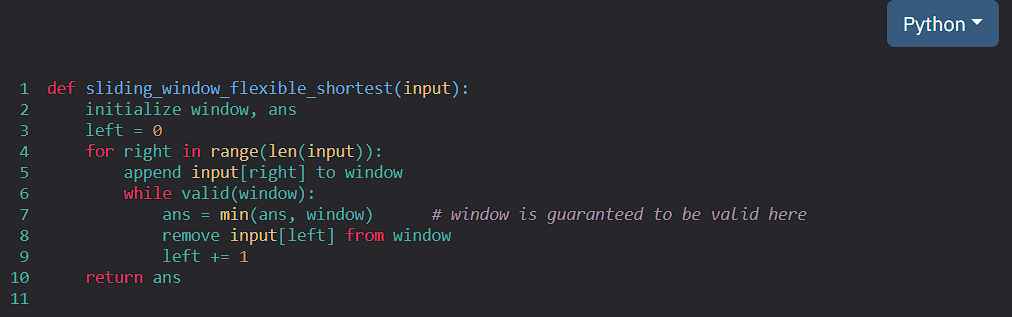 Python
1 def sliding_window_flexible_shortest(input):
2     initialize window, ans
3     left = 0
4     for right in range(len(input)):
5         append input[right] to window
6         while valid(window):
7             ans = min(ans, window)      # window is guaranteed to be valid here
8             remove input[left] from window
9             left += 1
10     return ans
11